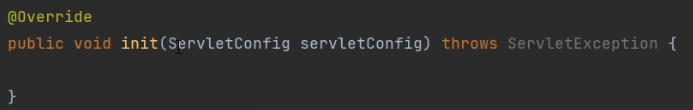 @Override
public void init(ServletConfig servletConfig) throws ServletException {
}